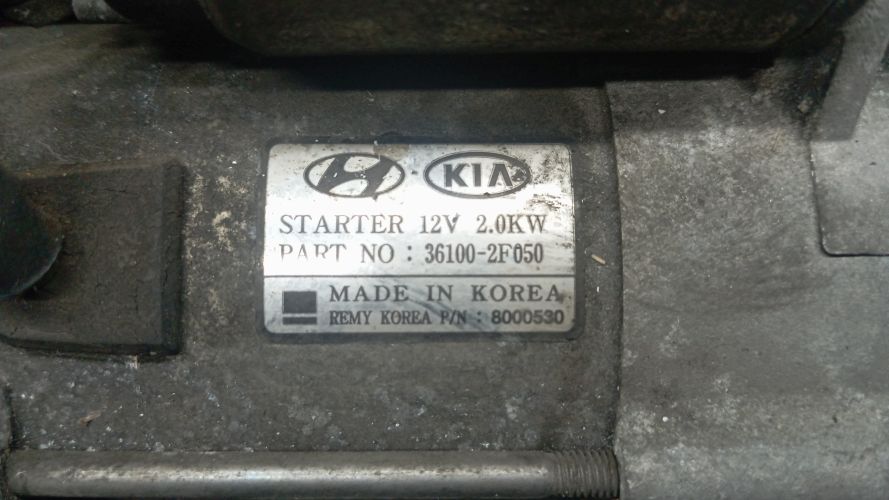 KIA
STARTER 12V 2.0KW
PART NO : 36100-2F050
MADE IN KOREA
REMY KOREA P/N : 8000530